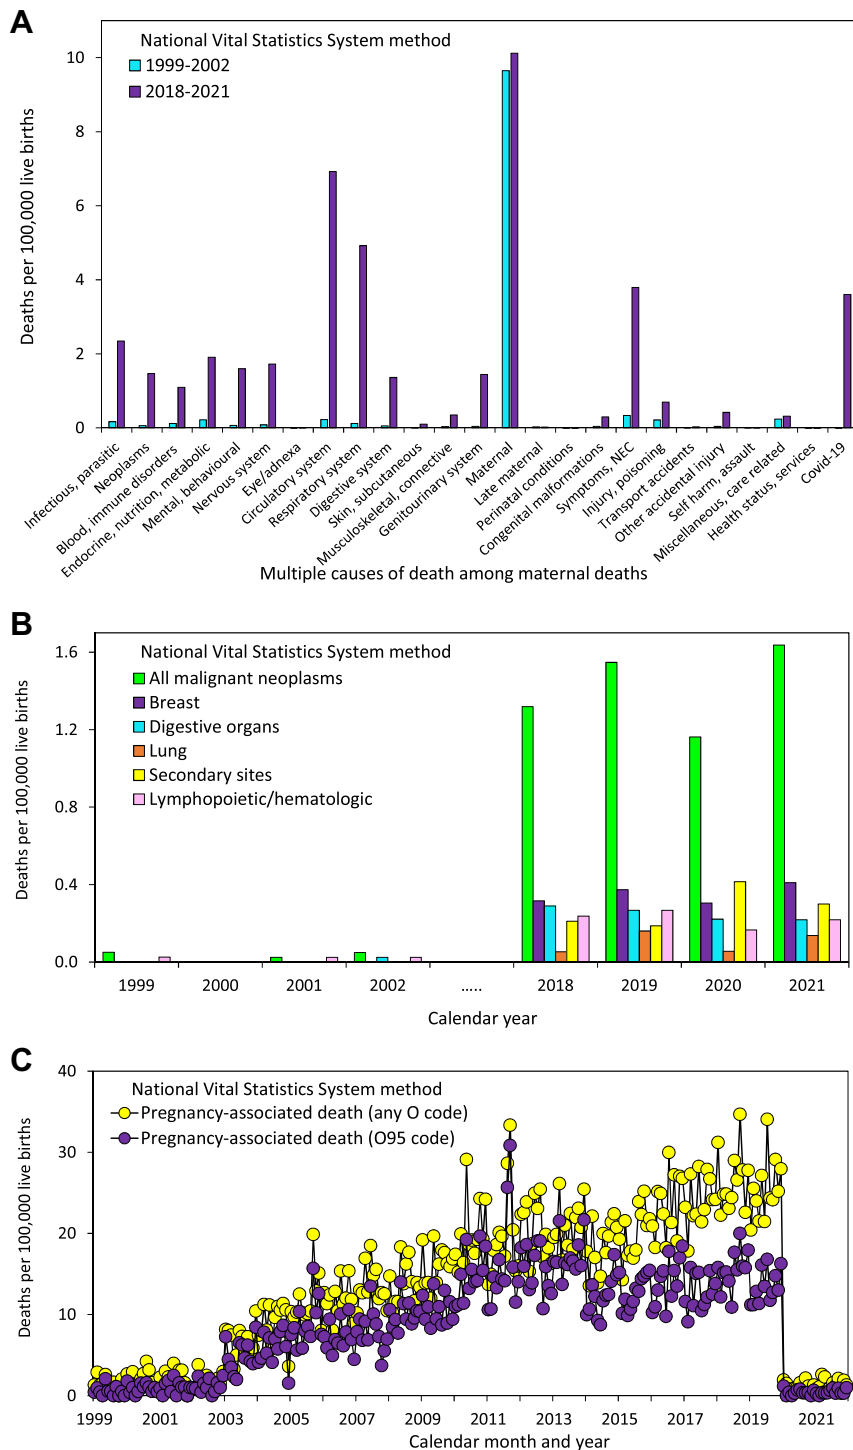 A
National Vital Statistics System method
1999-2002
2018-2021
Deaths per 100,000 live births
10
8
6
4
2
0
Infectious, parasitic
Neoplasms
Blood, immune disorders
Endocrine, nutrition, metabolic
Mental, behavioural
Nervous system
Eye/adnexa
Circulatory system
Respiratory system
Digestive system
Skin, subcutaneous
Musculoskeletal, connective
Genitourinary system
Maternal
Late maternal
Perinatal conditions
Congenital malformations
Symptoms, NEC
Injury, poisoning
Transport accidents
Other accidental injury
Self harm, assault
Miscellaneous, care related
Health status, services
Covid-19
Multiple causes of death among maternal deaths
B
National Vital Statistics System method
All malignant neoplasms
Breast
Digestive organs
Lung
Secondary sites
Lymphopoietic/hematologic
Deaths per 100,000 live births
1.6
1.2
0.8
0.4
0.0
1999 2000 2001 2002 ..... 2018 2019 2020 2021
Calendar year
C
National Vital Statistics System method
Pregnancy-associated death (any O code)
Pregnancy-associated death (O95 code)
Deaths per 100,000 live births
40
30
20
10
0
1999 2001 2003 2005 2007 2009 2011 2013 2015 2017 2019 2021
Calendar month and year